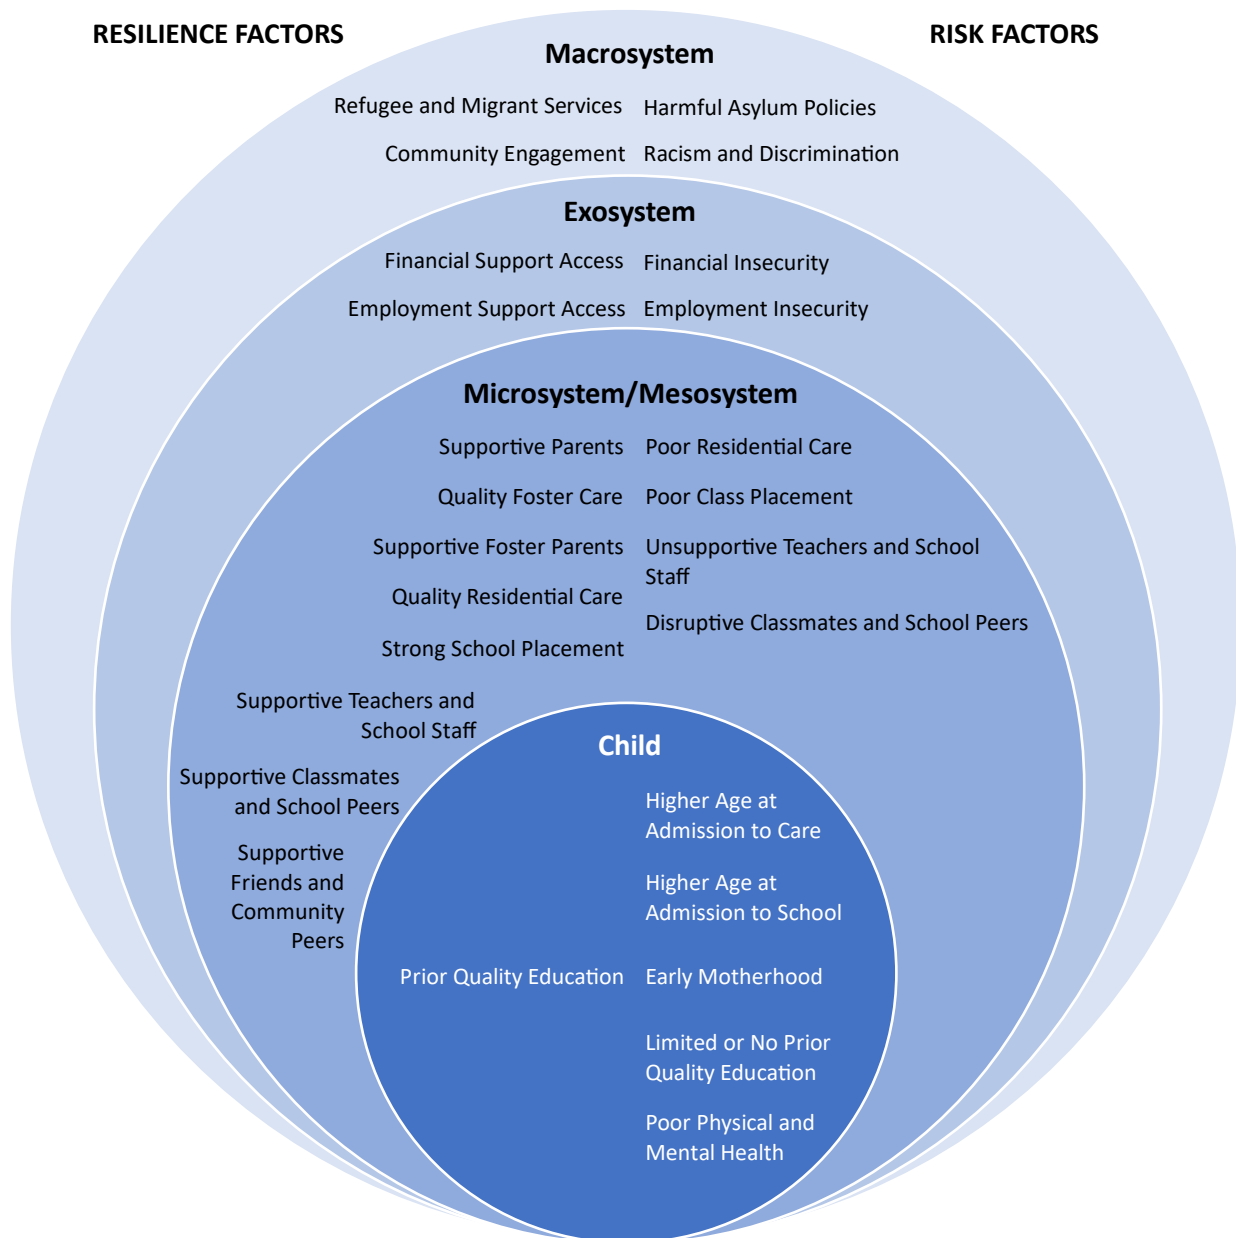 RESILIENCE FACTORS
RISK FACTORS
Macrosystem
Refugee and Migrant Services
Harmful Asylum Policies
Community Engagement
Racism and Discrimination
Exosystem
Financial Support Access
Financial Insecurity
Employment Support Access
Employment Insecurity
Microsystem/Mesosystem
Supportive Parents
Poor Residential Care
Quality Foster Care
Poor Class Placement
Supportive Foster Parents
Unsupportive Teachers and School
Staff
Quality Residential Care
Disruptive Classmates and School Peers
Strong School Placement
Supportive Teachers and
School Staff
Supportive Classmates
and School Peers
Supportive
Friends and
Community
Peers
Child
Higher Age at
Admission to Care
Higher Age at
Admission to School
Prior Quality Education
Early Motherhood
Limited or No Prior
Quality Education
Poor Physical and
Mental Health